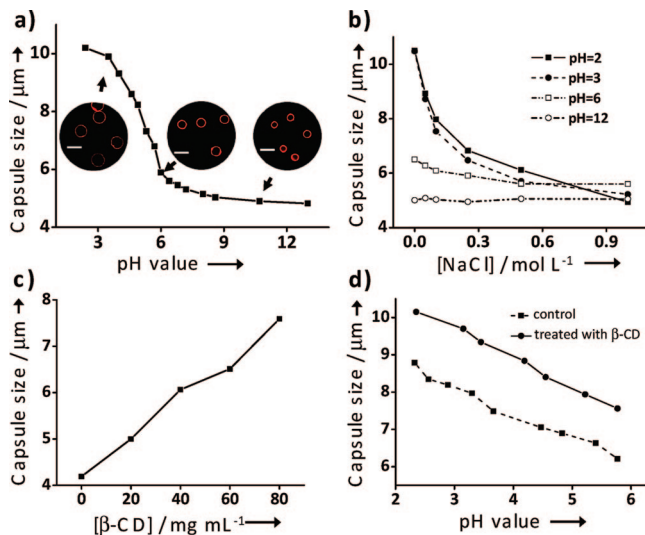 a)
Capsule size / µm →
10
8
6
4
3 6 9 12
pH value →
b)
Capsule size / µm →
12
10
8
6
4
pH=2
pH=3
pH=6
pH=12
0.0 0.3 0.6 0.9
[NaCl] / mol L⁻¹ →
c)
Capsule size / µm →
8
7
6
5
4
0 20 40 60 80
[β-CD] / mg mL⁻¹ →
d)
Capsule size / µm →
10
9
8
7
6
control
treated with β-CD
2 3 4 5 6
pH value →